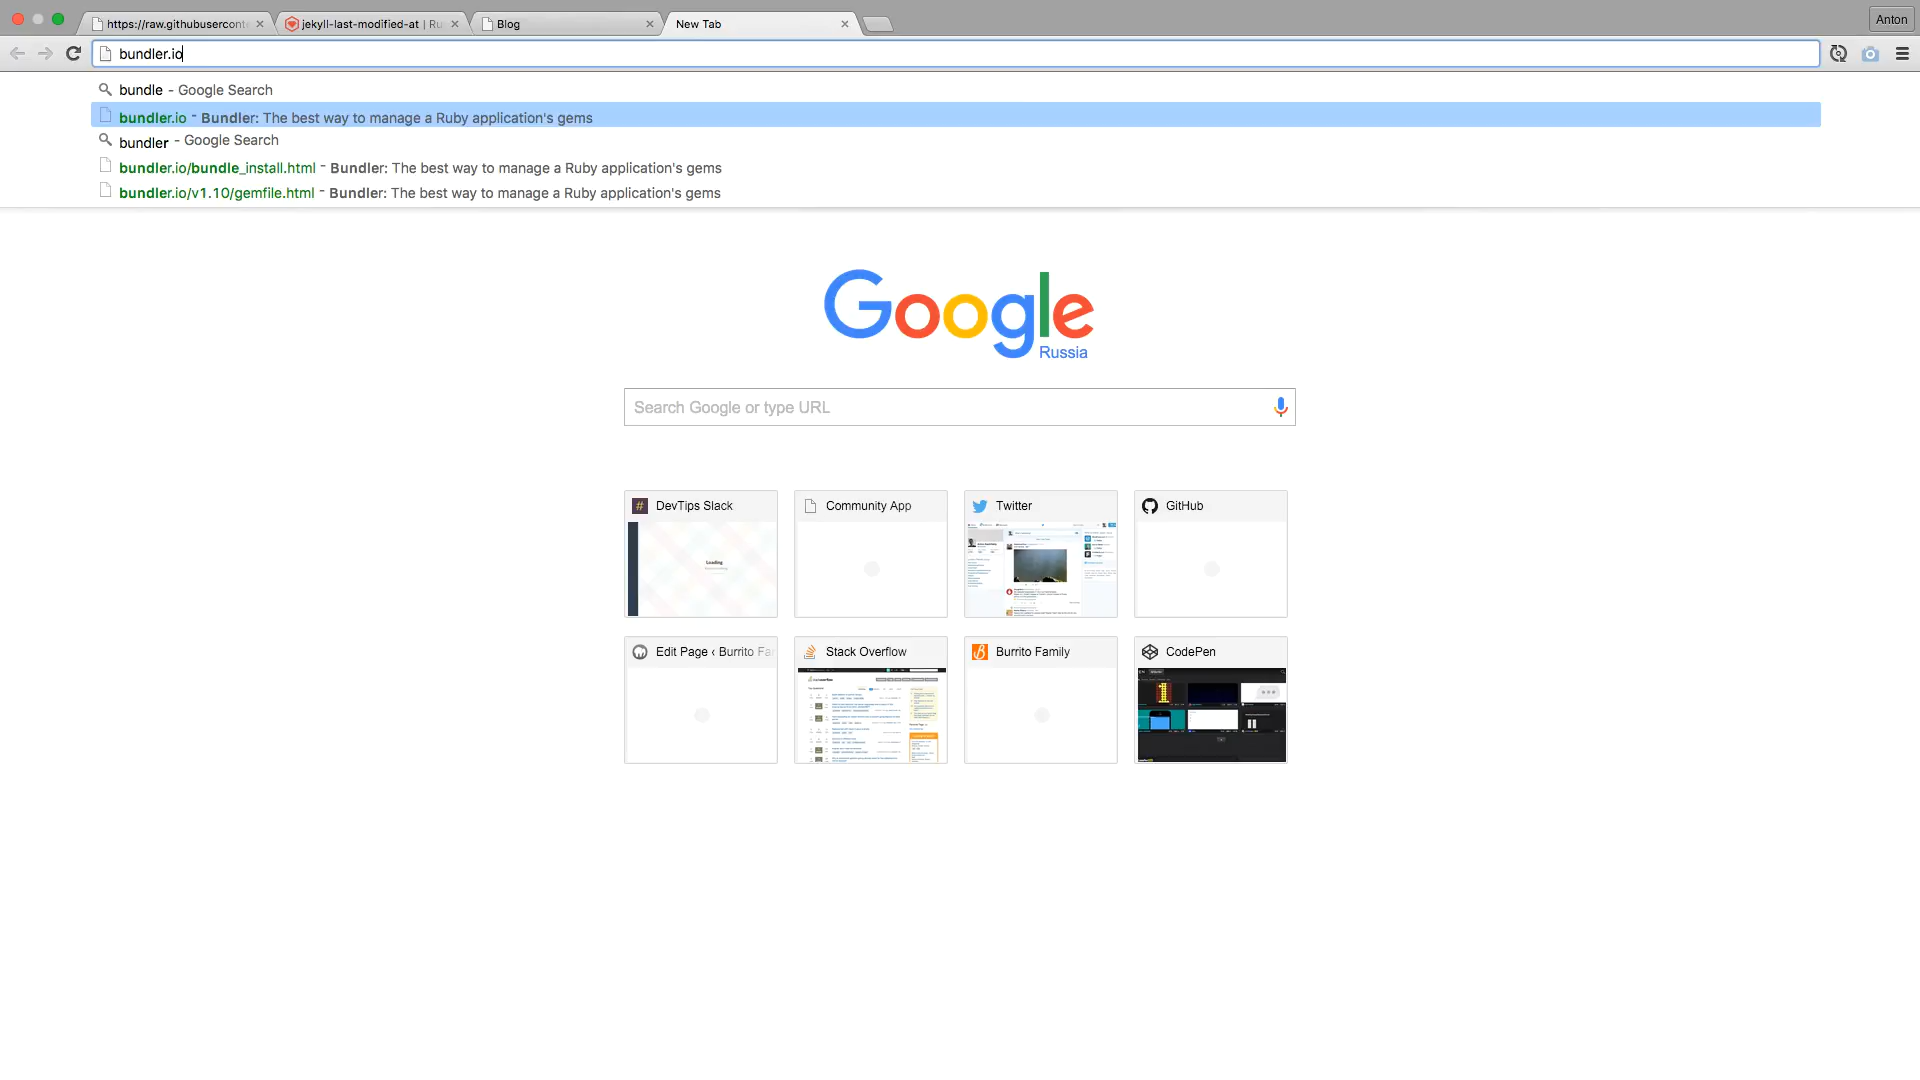 https://raw.githubuserconte
jekyll-last-modified-at | Ru
Blog
New Tab
Anton
bundler.io
bundle - Google Search
bundler.io - Bundler: The best way to manage a Ruby application's gems
bundler - Google Search
bundler.io/bundle_install.html - Bundler: The best way to manage a Ruby application's gems
bundler.io/v1.10/gemfile.html - Bundler: The best way to manage a Ruby application's gems
Google
Russia
Search Google or type URL
DevTips Slack
Community App
Twitter
GitHub
Loading
Edit Page ‹ Burrito Fa
Stack Overflow
Burrito Family
CodePen